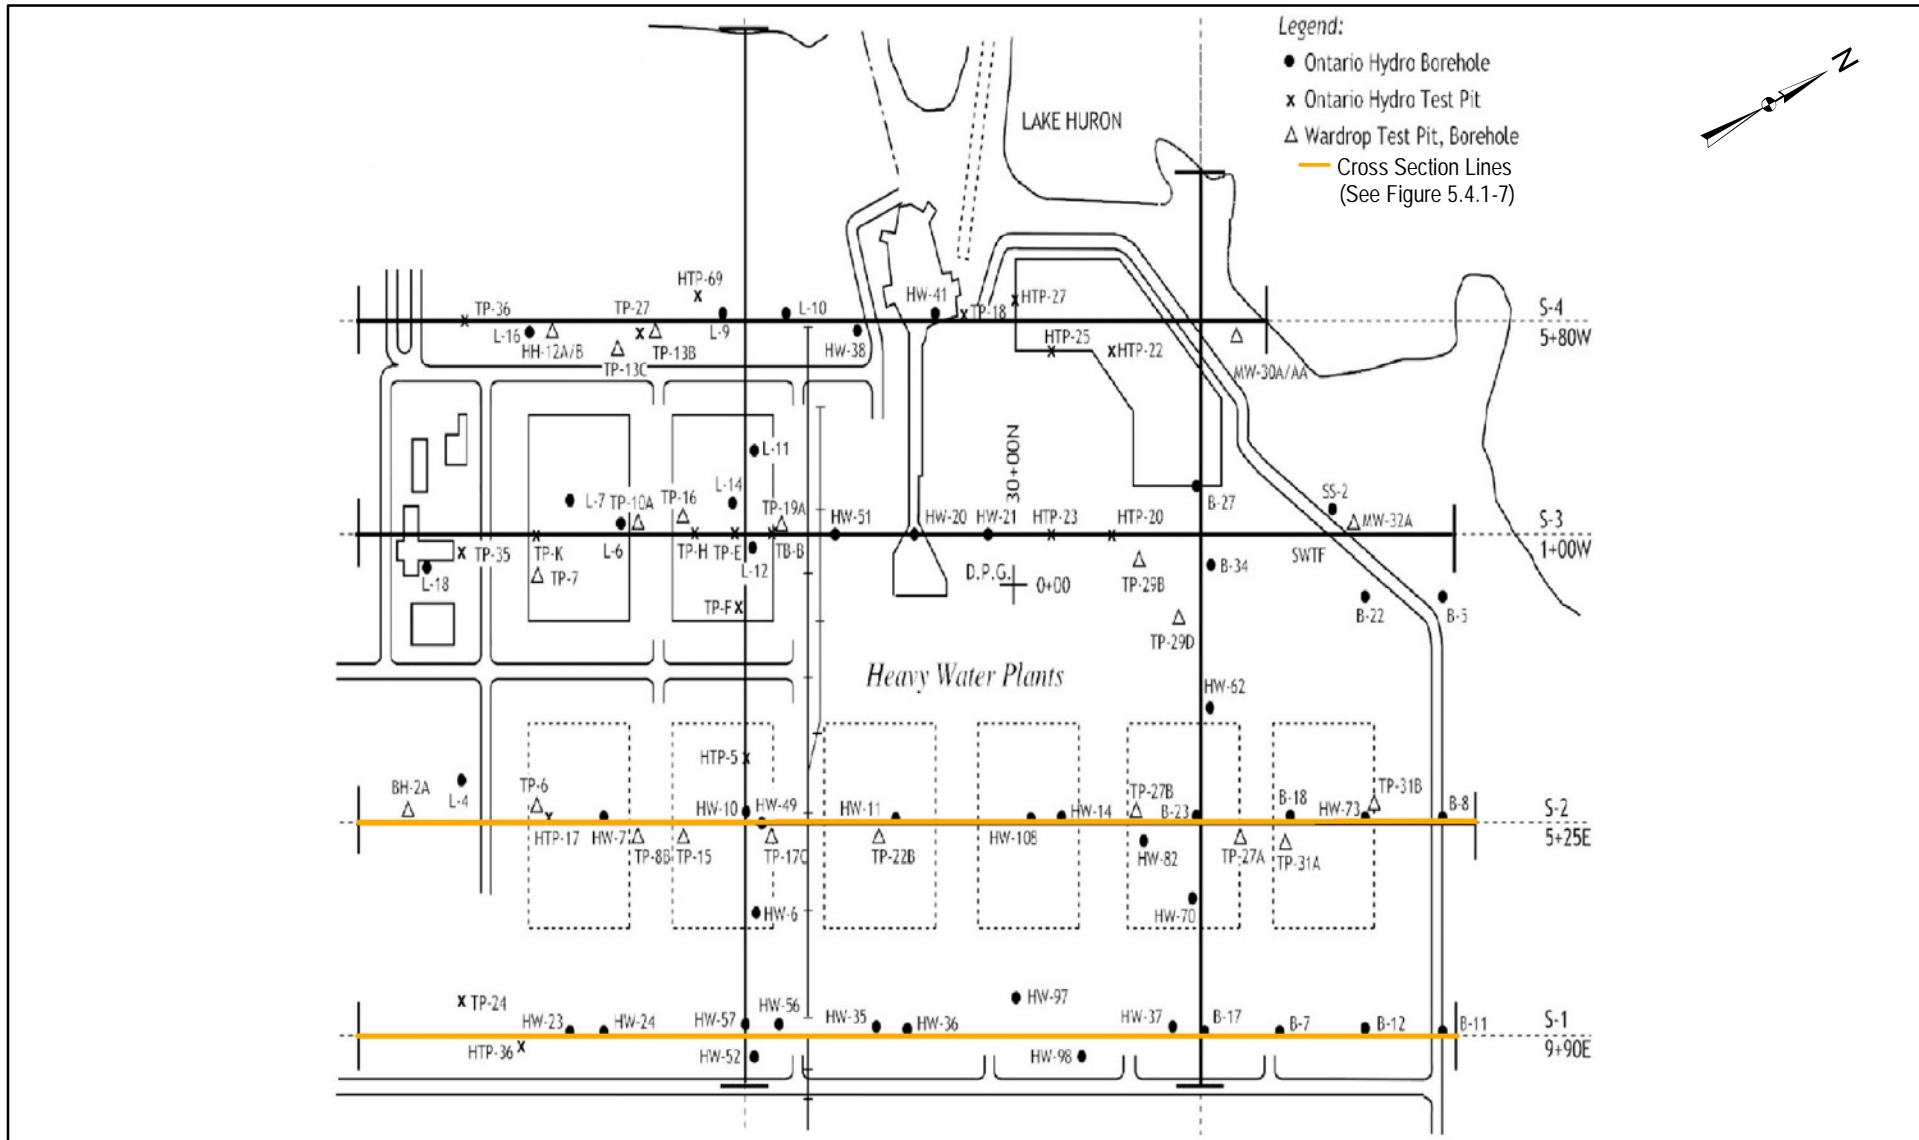 Legend:
Ontario Hydro Borehole
x Ontario Hydro Test Pit
Wardrop Test Pit, Borehole
Cross Section Lines
(See Figure 5.4.1-7)
N
LAKE HURON
HTP-69
TP-36
TP-27
L-10
HW-41
TP-18
HTP-27
S-4
5+80W
L-16
HH-12A/B
TP-13B
L-9
HW-38
HTP-25
HTP-22
TP-13C
MW-30A/AA
L-11
30+00N
L-7
TP-10A
TP-16
L-14
TP-19A
B-27
SS-2
HW-51
HW-20
HW-21
HTP-23
HTP-20
MW-32A
S-3
1+00W
TP-35
TP-K
L-6
TP-H
TP-E
TB-B
SWTF
L-18
TP-7
L-12
D.P.G.
0+00
TP-29B
B-34
TP-F
B-22
B-5
TP-29D
Heavy Water Plants
HW-62
HTP-5
BH-2A
L-4
TP-6
HW-10
HW-49
HW-11
HW-14
TP-27B
B-23
B-18
HW-73
TP-31B
B-8
S-2
5+25E
HTP-17
HW-7
TP-8B
TP-15
TP-17C
TP-22B
HW-108
HW-82
TP-27A
TP-31A
HW-6
HW-70
TP-24
HW-97
HW-23
HW-24
HW-57
HW-56
HW-35
HW-36
HW-37
B-17
B-7
B-12
B-11
S-1
9+90E
HTP-36
HW-52
HW-98